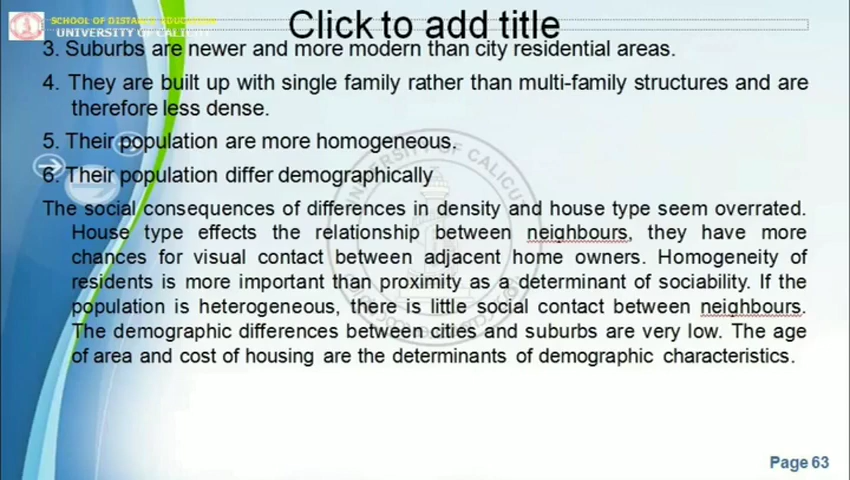 SCHOOL OF DISTANCE EDUCATION
UNIVERSITY OF CALICUT
Click to add title
3. Suburbs are newer and more modern than city residential areas.
4. They are built up with single family rather than multi-family structures and are
therefore less dense.
5. Their population are more homogeneous.
6. Their population differ demographically
The social consequences of differences in density and house type seem overrated.
House type effects the relationship between neighbours, they have more
chances for visual contact between adjacent home owners. Homogeneity of
residents is more important than proximity as a determinant of sociability. If the
population is heterogeneous, there is little social contact between neighbours.
The demographic differences between cities and suburbs are very low. The age
of area and cost of housing are the determinants of demographic characteristics.
UNIVERSITY OF CALICUT
Page 63